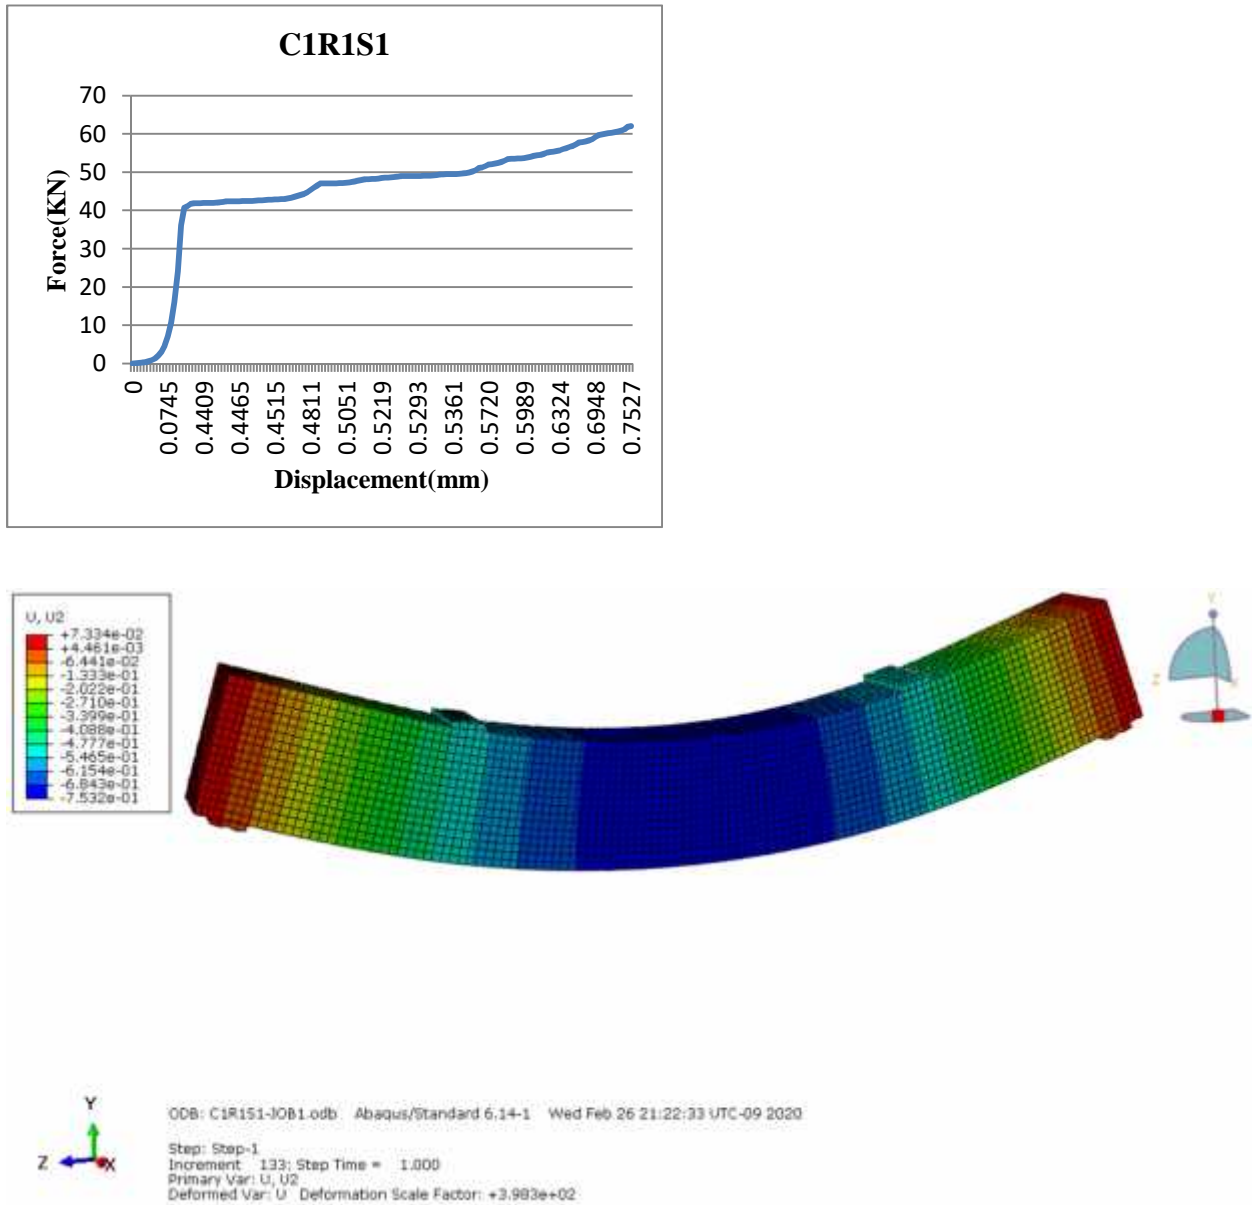 C1R1S1
Force(KN)
70
60
50
40
30
20
10
0
0
0.0745
0.4409
0.4465
0.4515
0.4811
0.5051
0.5219
0.5293
0.5361
0.5720
0.5989
0.6324
0.6948
0.7527
Displacement(mm)
U, U2
+7.334e-02
+4.461e-03
-6.441e-02
-1.333e-01
-2.022e-01
-2.710e-01
-3.399e-01
-4.088e-01
-4.777e-01
-5.465e-01
-6.154e-01
-6.843e-01
-7.532e-01
Y
Z
X
Y
Z
X
ODB: C1R1S1-JOB1.odb Abaqus/Standard 6.14-1 Wed Feb 26 21:22:33 UTC-09 2020
Step: Step-1
Increment 133: Step Time = 1.000
Primary Var: U, U2
Deformed Var: U Deformation Scale Factor: +3.983e+02